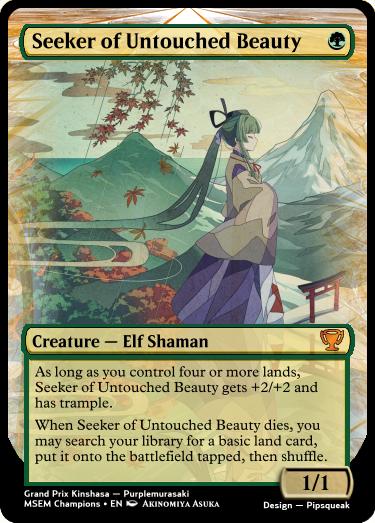 Seeker of Untouched Beauty
Creature — Elf Shaman
As long as you control four or more lands,
Seeker of Untouched Beauty gets +2/+2 and
has trample.
When Seeker of Untouched Beauty dies, you
may search your library for a basic land card,
put it onto the battlefield tapped, then shuffle.
1/1
Grand Prix Kinshasa — Purplemurasaki
MSEM Champions • EN Akinomiya Asuka
Design — Pipsqueak